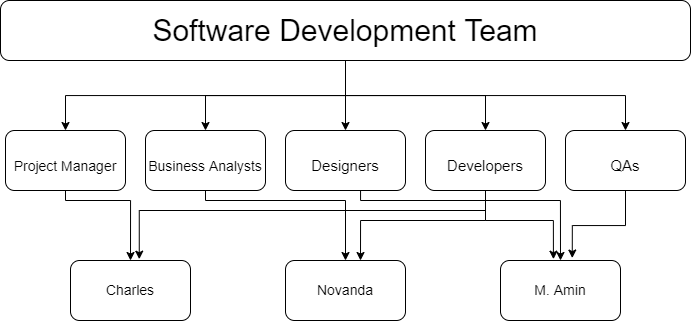 Software Development Team
Project Manager
Business Analysts
Designers
Developers
QAs
Charles
Novanda
M. Amin